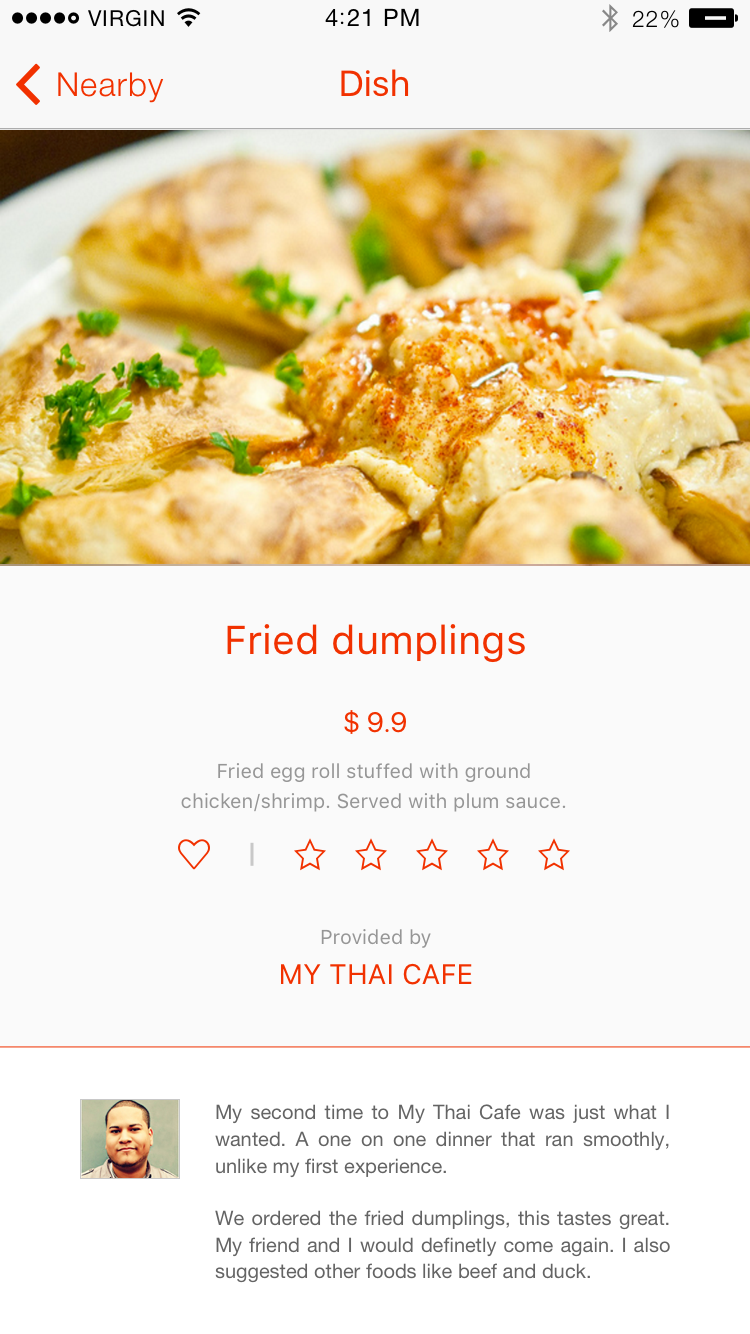 VIRGIN 4:21 PM 22%
Nearby Dish
Fried dumplings
$ 9.9
Fried egg roll stuffed with ground
chicken/shrimp. Served with plum sauce.
Provided by
MY THAI CAFE
My second time to My Thai Cafe was just what I
wanted. A one on one dinner that ran smoothly,
unlike my first experience.
We ordered the fried dumplings, this tastes great.
My friend and I would definetly come again. I also
suggested other foods like beef and duck.